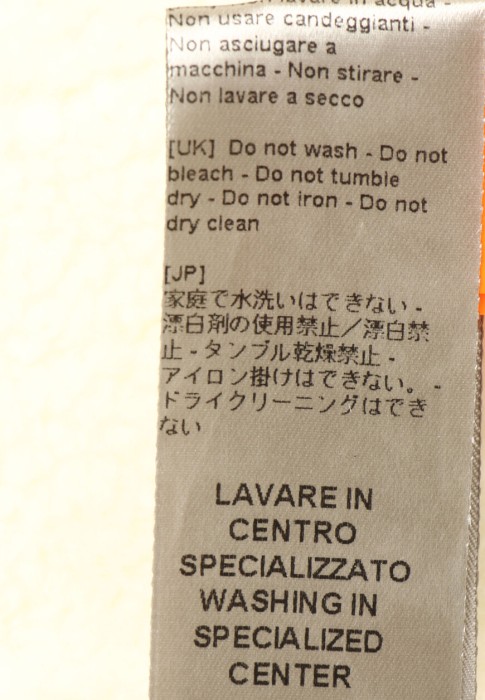 lavare in acqua -
Non usare candeggianti -
Non asciugare a
macchina - Non stirare -
Non lavare a secco
[UK] Do not wash - Do not
bleach - Do not tumble
dry - Do not iron - Do not
dry clean
[JP]
家庭で水洗いはできない -
漂白剤の使用禁止／漂白禁
止 - タンブル乾燥禁止 -
アイロン掛けはできない。 -
ドライクリーニングはでき
ない
LAVARE IN
CENTRO
SPECIALIZZATO
WASHING IN
SPECIALIZED
CENTER